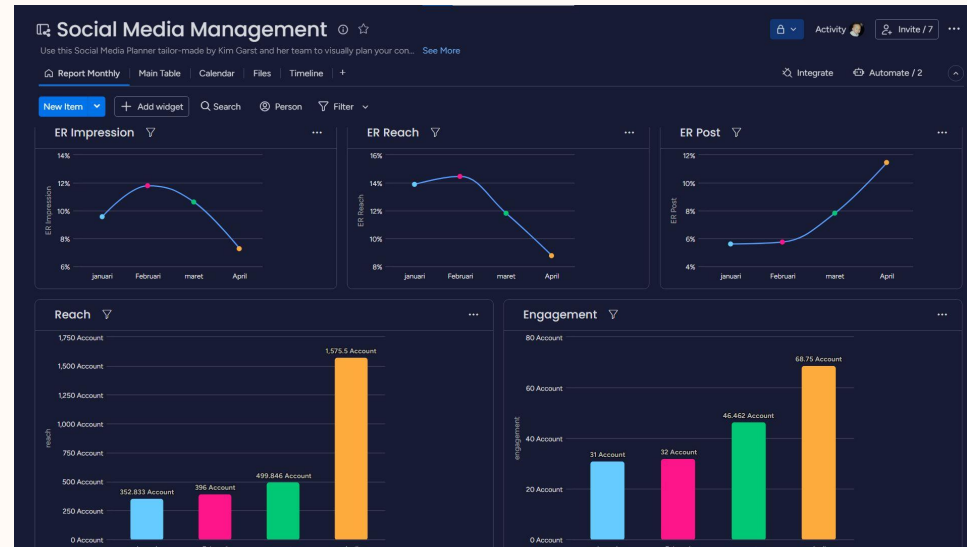 Social Media Management
Activity
Invite / 7
Use this Social Media Planner tailor-made by Kim Garst and her team to visually plan your con... See More
Report Monthly
Main Table
Calendar
Files
Timeline
+
Integrate
Automate / 2
New Item
+ Add widget
Search
Person
Filter
ER Impression
14%
12%
10%
8%
6%
ER Impression
januari
Februari
maret
April
ER Reach
16%
14%
12%
10%
8%
ER Reach
januari
Februari
maret
April
ER Post
12%
10%
8%
6%
4%
ER Post
januari
Februari
maret
April
Reach
1,750 Account
1,500 Account
1,250 Account
1,000 Account
750 Account
500 Account
250 Account
0 Account
reach
352.833 Account
396 Account
499.846 Account
1,575.5 Account
Engagement
80 Account
60 Account
40 Account
20 Account
0 Account
engagement
31 Account
32 Account
46.462 Account
68.75 Account